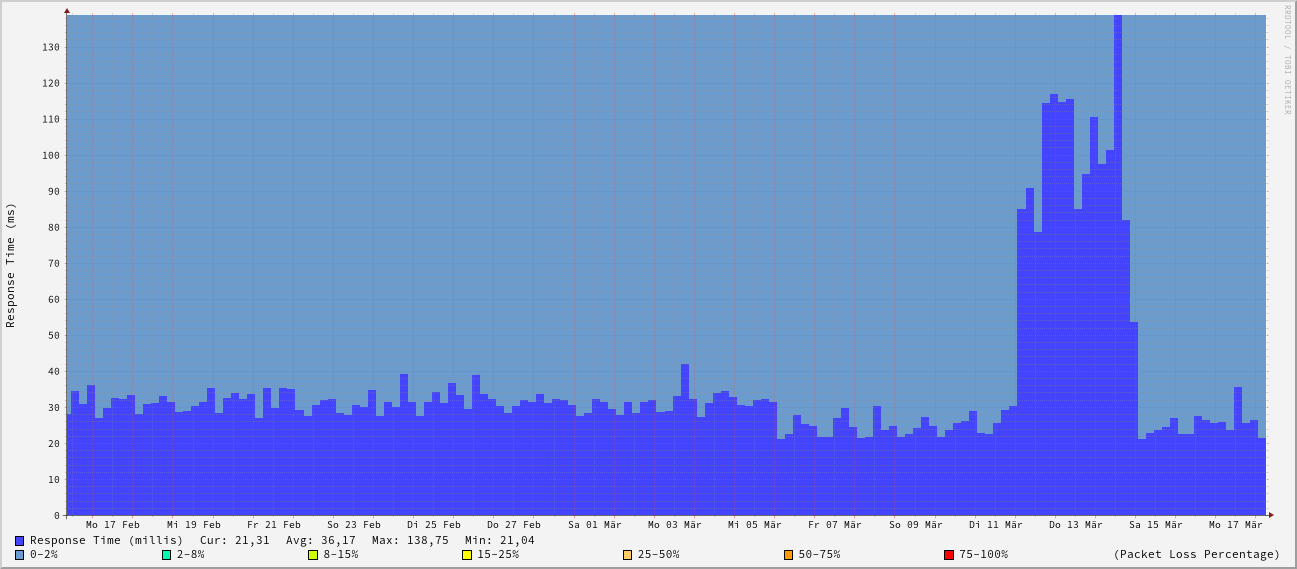 RRDTOOL / TOBI OETIKER
Response Time (ms)
130
120
110
100
90
80
70
60
50
40
30
20
10
0
Mo 17 Feb Mi 19 Feb Fr 21 Feb So 23 Feb Di 25 Feb Do 27 Feb Sa 01 Mär Mo 03 Mär Mi 05 Mär Fr 07 Mär So 09 Mär Di 11 Mär Do 13 Mär Sa 15 Mär Mo 17 Mär
Response Time (millis) Cur: 21,31 Avg: 36,17 Max: 138,75 Min: 21,04
0-2% 2-8% 8-15% 15-25% 25-50% 50-75% 75-100% (Packet Loss Percentage)